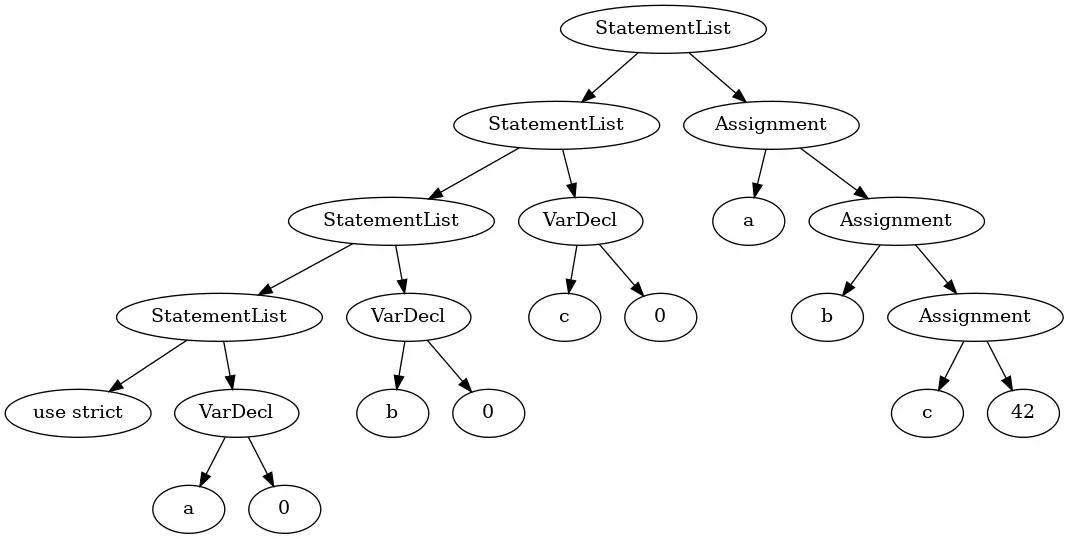 StatementList
StatementList
Assignment
StatementList
VarDecl
a
Assignment
StatementList
VarDecl
c
0
b
Assignment
use strict
VarDecl
b
0
c
42
a
0